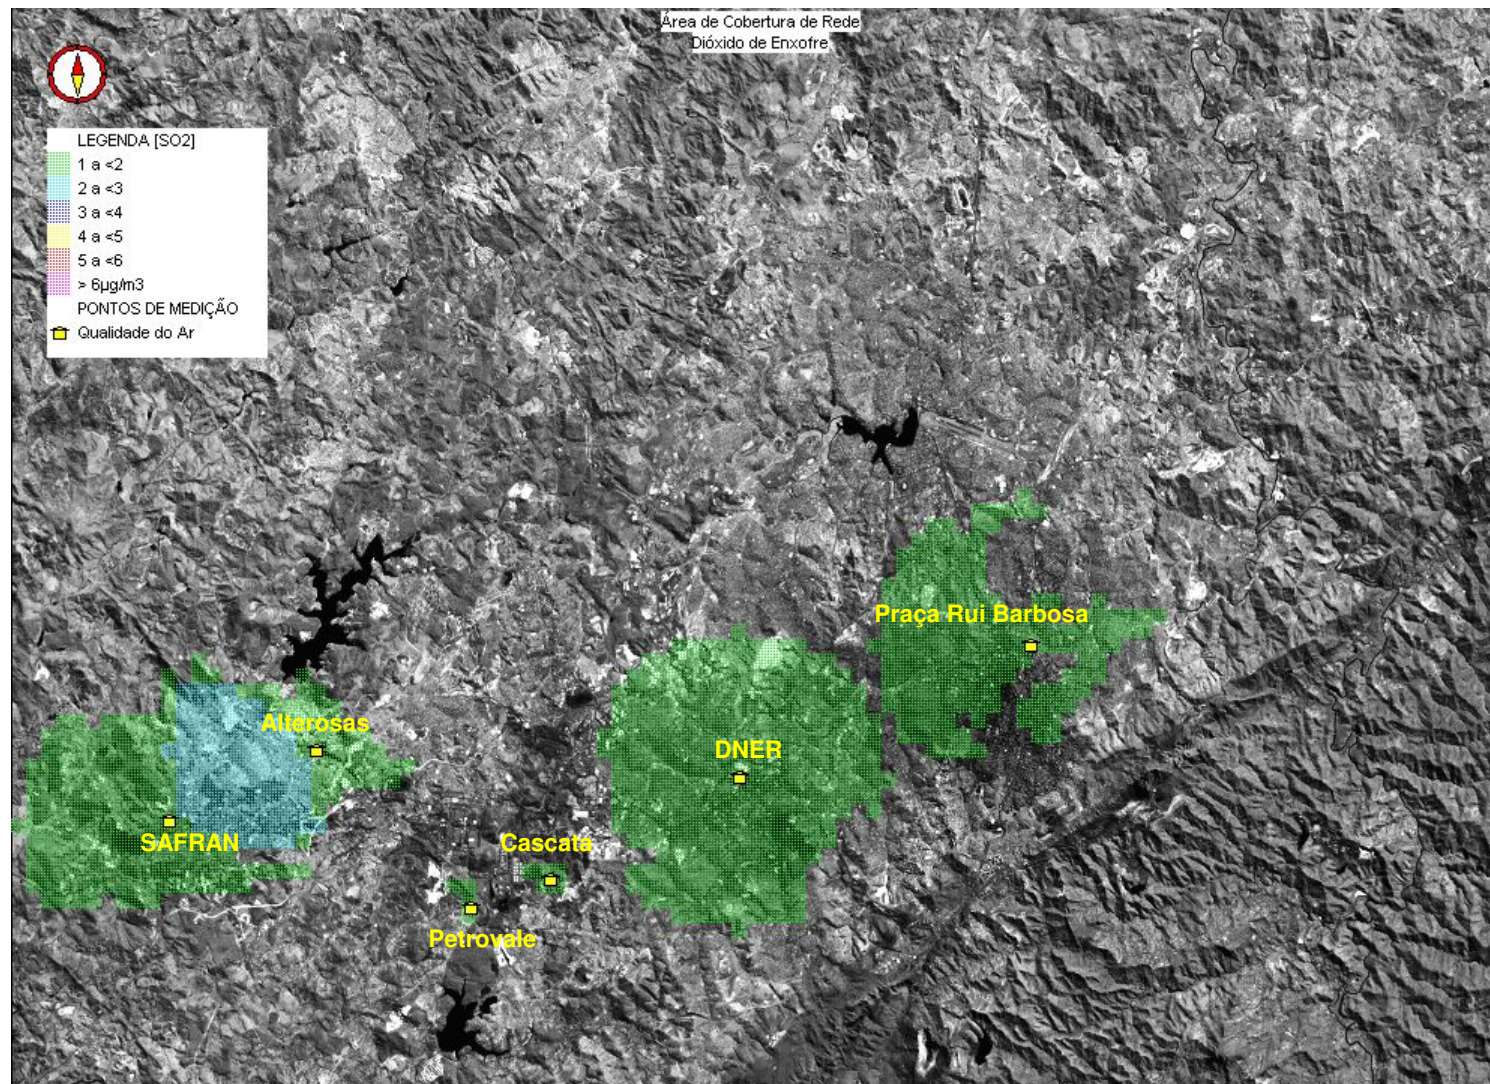 Área de Cobertura de Rede
Dióxido de Enxofre
LEGENDA [SO2]
1 a <2
2 a <3
3 a <4
4 a <5
5 a <6
> 6µg/m3
PONTOS DE MEDIÇÃO
Qualidade do Ar
Praça Rui Barbosa
Alterosas
DNER
SAFRAN
Cascata
Petrovale